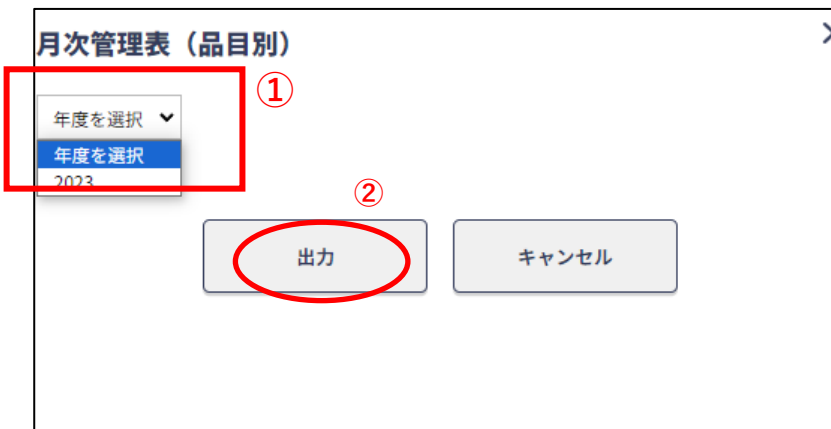 月次管理表（品目別）
①
年度を選択
年度を選択
2023
②
出力
キャンセル